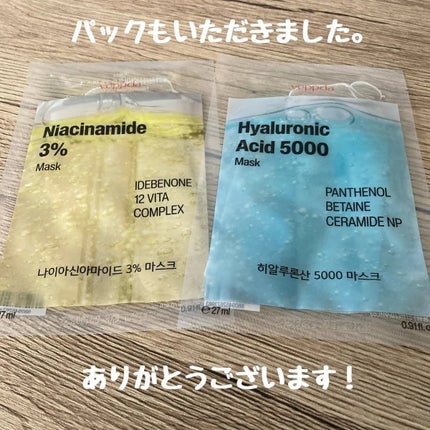 パックもいただきました。
Niacinamide
3%
Mask
IDEBENONE
12 VITA
COMPLEX
나이아신아마이드 3% 마스크
Hyaluronic
Acid 5000
Mask
PANTHENOL
BETAINE
CERAMIDE NP
히알루론산 5000 마스크
27 ml
0.91fl.o
ありがとうございます！